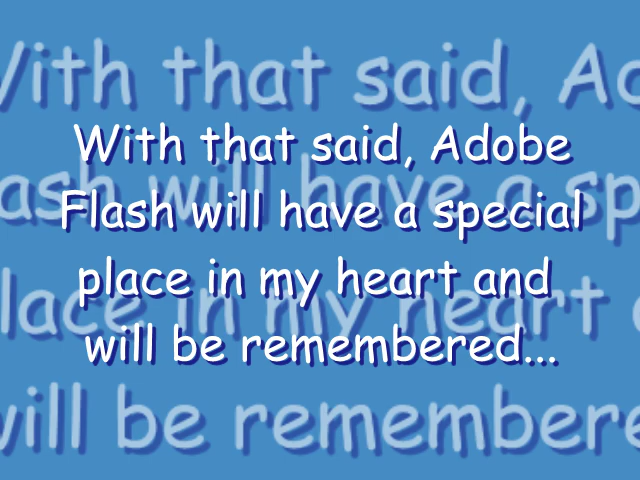 With that said, Adobe
Flash will have a special
place in my heart and
will be remembered...